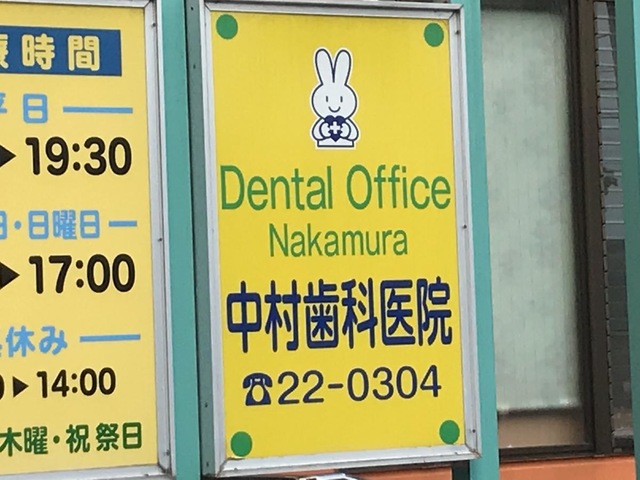 療時間
平日
19:30
日・日曜日
17:00
休み
14:00
木曜・祝祭日
Dental Office
Nakamura
中村歯科医院
☎22-0304